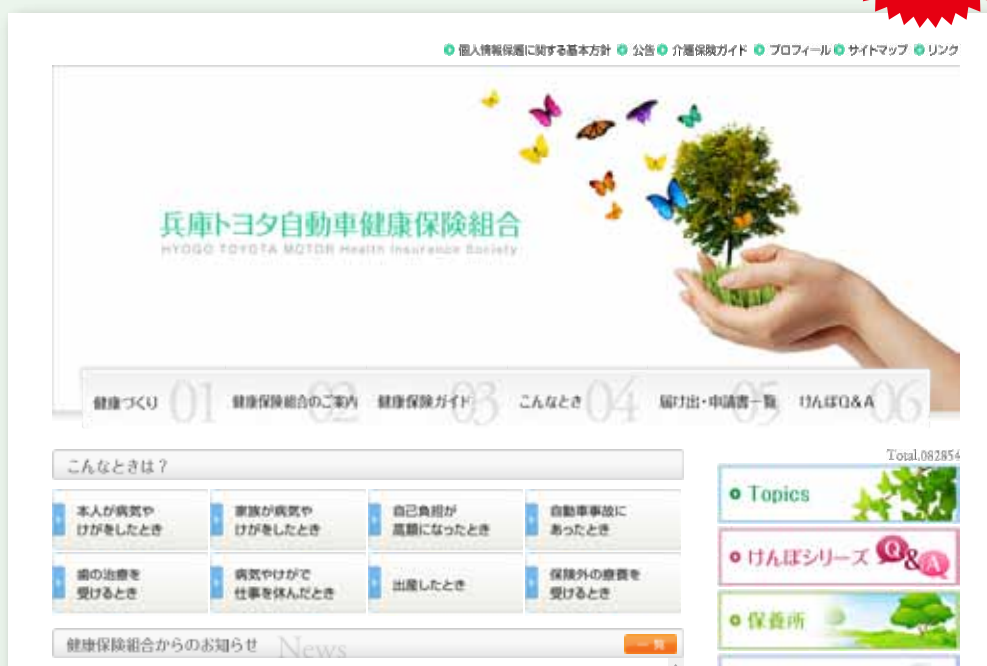 個人情報保護に関する基本方針 公告 介護保険ガイド プロフィール サイトマップ リンク
兵庫トヨタ自動車健康保険組合
HYOGO TOYOTA MOTOR Health Insurance Society
健康づくり 01 健康保険組合のご案内 02 健康保険ガイド 03 こんなとき 04 届け出・申請書一覧 05 けんぽQ&A 06
こんなときは？
Total.082854
本人が病気や
けがをしたとき
家族が病気や
けがをしたとき
自己負担が
高額になったとき
自動車事故に
あったとき
歯の治療を
受けるとき
病気やけがで
仕事を休んだとき
出産したとき
保険外の療養を
受けるとき
Topics
けんぽシリーズ Q&A
保養所
健康保険組合からのお知らせ News
一覧